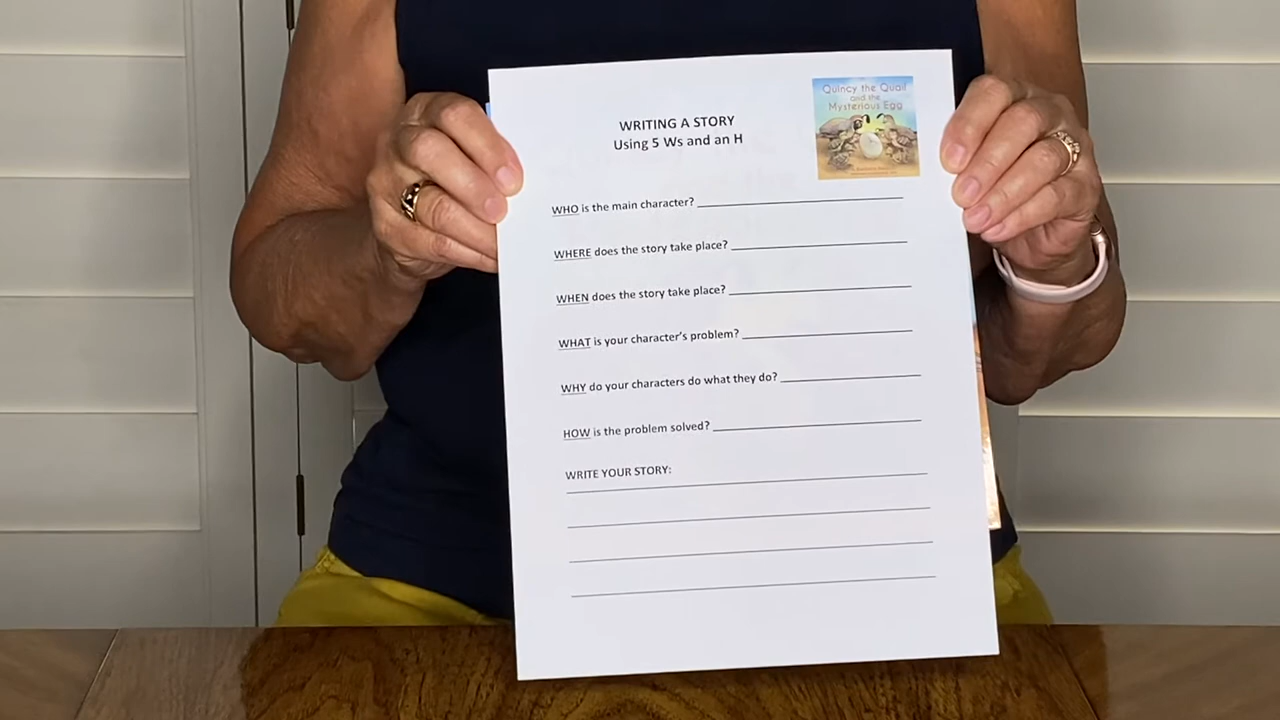 Quincy the Quail
and the
Mysterious Egg
WRITING A STORY
Using 5 Ws and an H
WHO is the main character?
WHERE does the story take place?
WHEN does the story take place?
WHAT is your character's problem?
WHY do your characters do what they do?
HOW is the problem solved?
WRITE YOUR STORY: